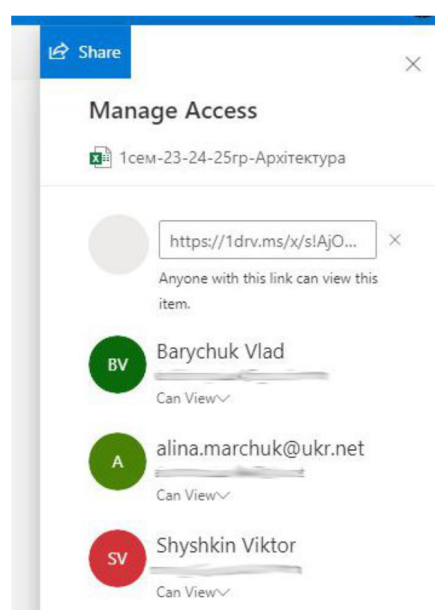 Share
Manage Access
1сем-23-24-25гр-Архітектура
https://1drv.ms/x/s!AjO...
Anyone with this link can view this
item.
BV
Barychuk Vlad
Can View
A
alina.marchuk@ukr.net
Can View
SV
Shyshkin Viktor
Can View